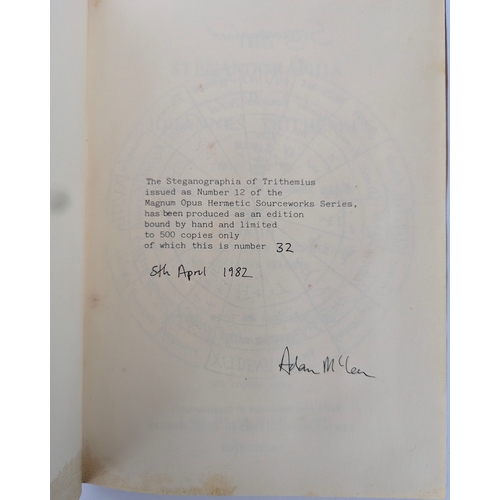 The Steganographia of Trithemius
issued as Number 12 of the
Magnum Opus Hermetic Sourceworks Series,
has been produced as an edition
bound by hand and limited
to 500 copies only
of which this is number 32
5th April 1982
Adam McLean